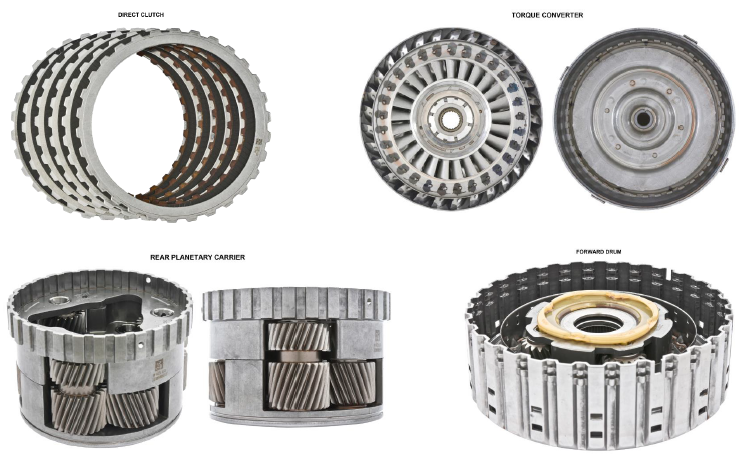 DIRECT CLUTCH
TORQUE CONVERTER
REAR PLANETARY CARRIER
FORWARD DRUM